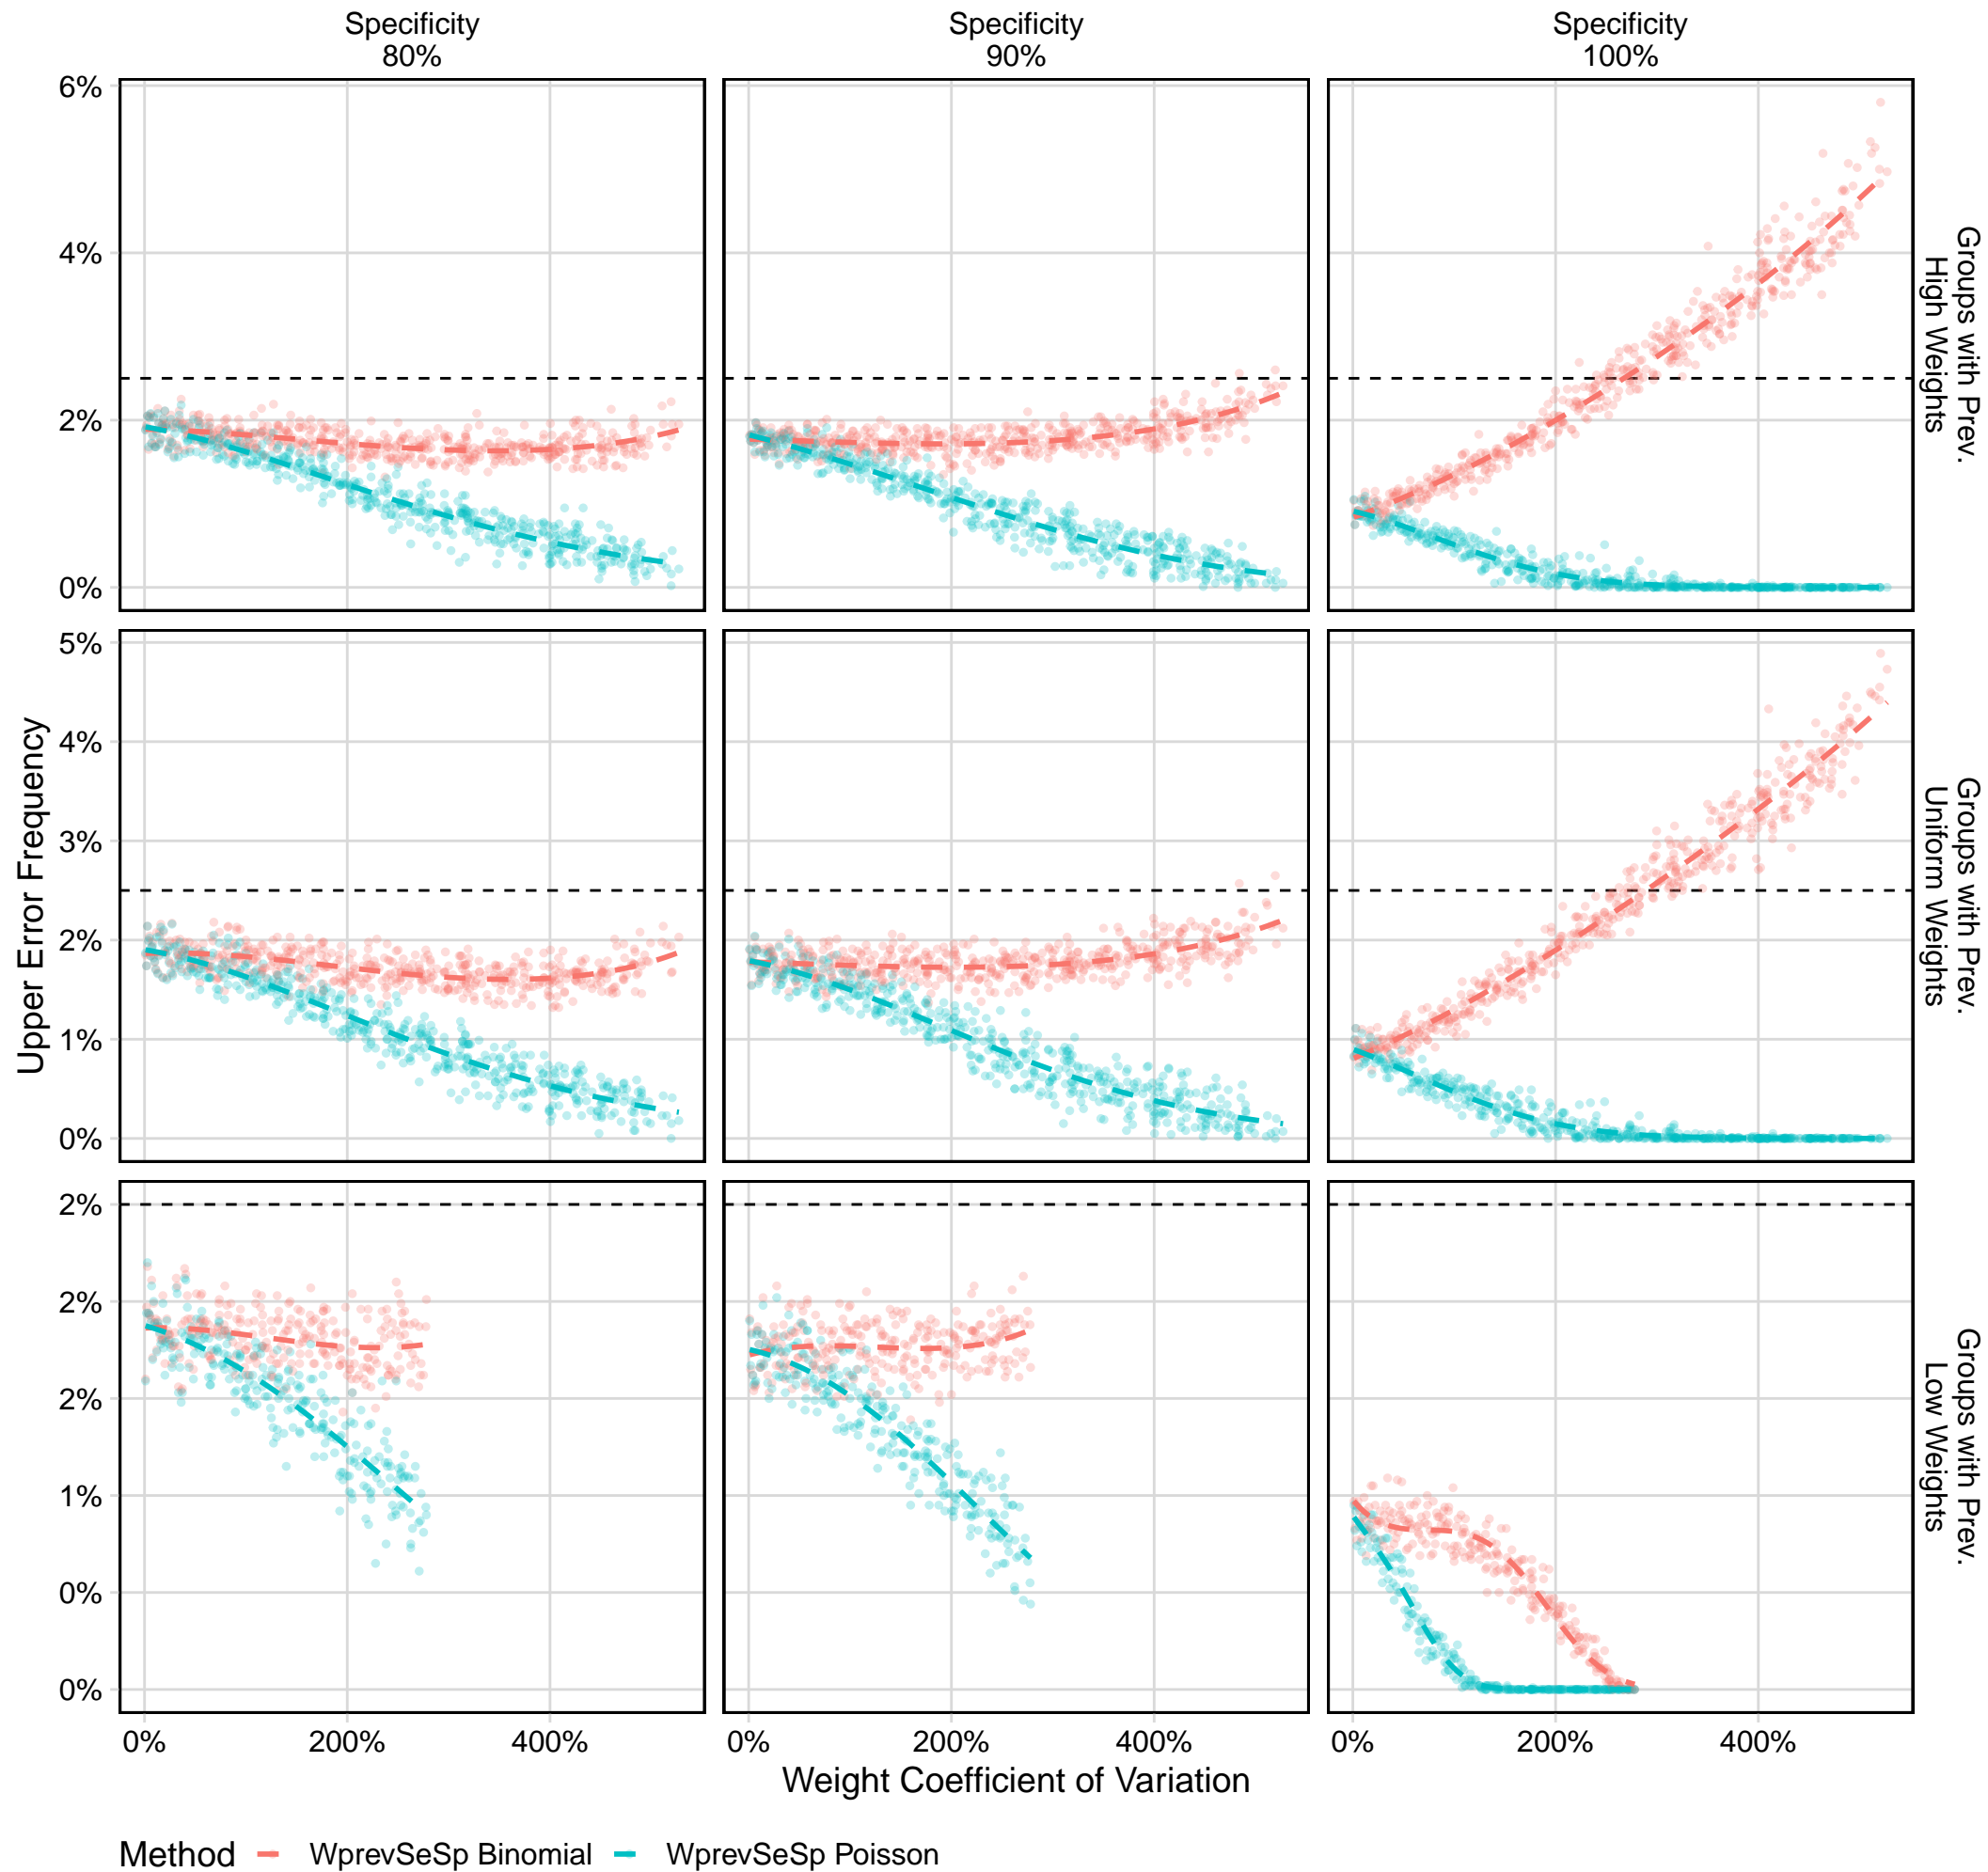 Specificity
80%
Specificity
90%
Specificity
100%
6%
4%
2%
0%
Groups with Prev.
High Weights
5%
4%
3%
2%
1%
0%
Groups with Prev.
Uniform Weights
2%
2%
2%
1%
0%
0%
Groups with Prev.
Low Weights
Upper Error Frequency
0%
200%
400%
0%
200%
400%
0%
200%
400%
Weight Coefficient of Variation
Method
WprevSeSp Binomial
WprevSeSp Poisson